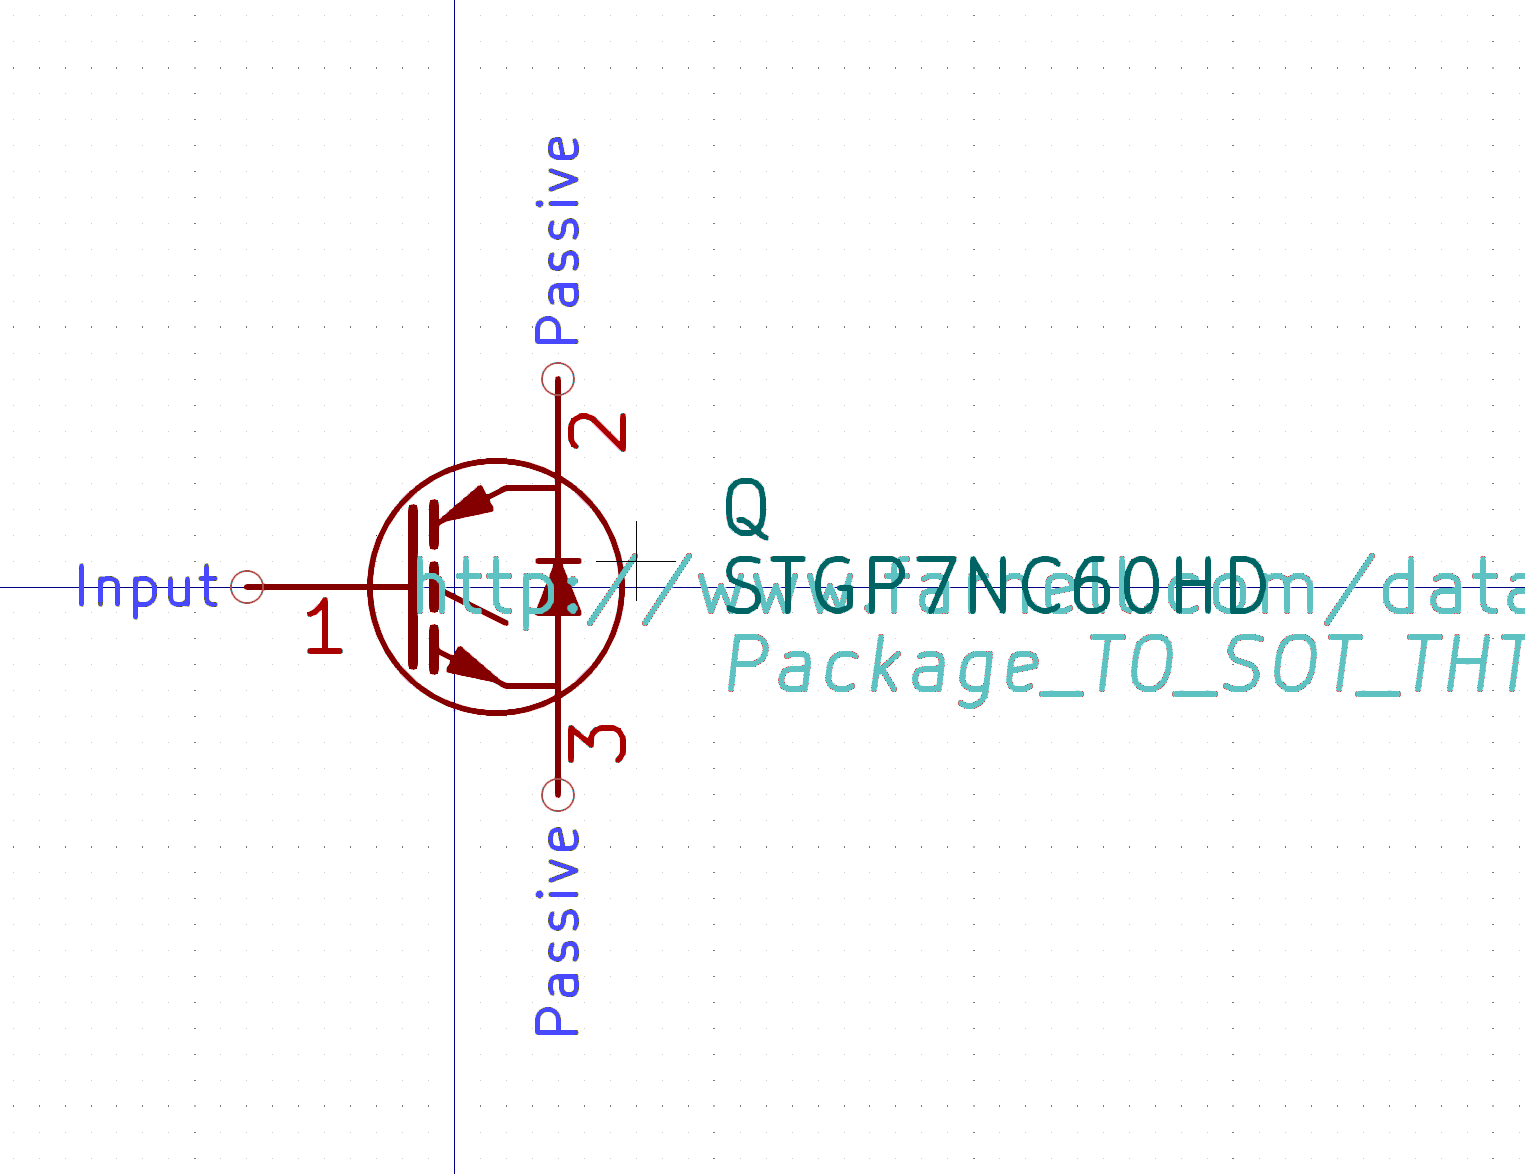 Passive
2
Q
Input
1
http://www.farnell.com/data
STGP7NC60HD
Package_TO_SOT_THT
3
Passive